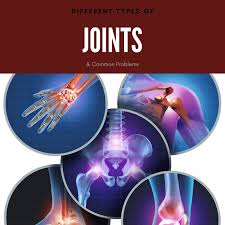 DIFFERENT TYPES OF
JOINTS
& Common Problems